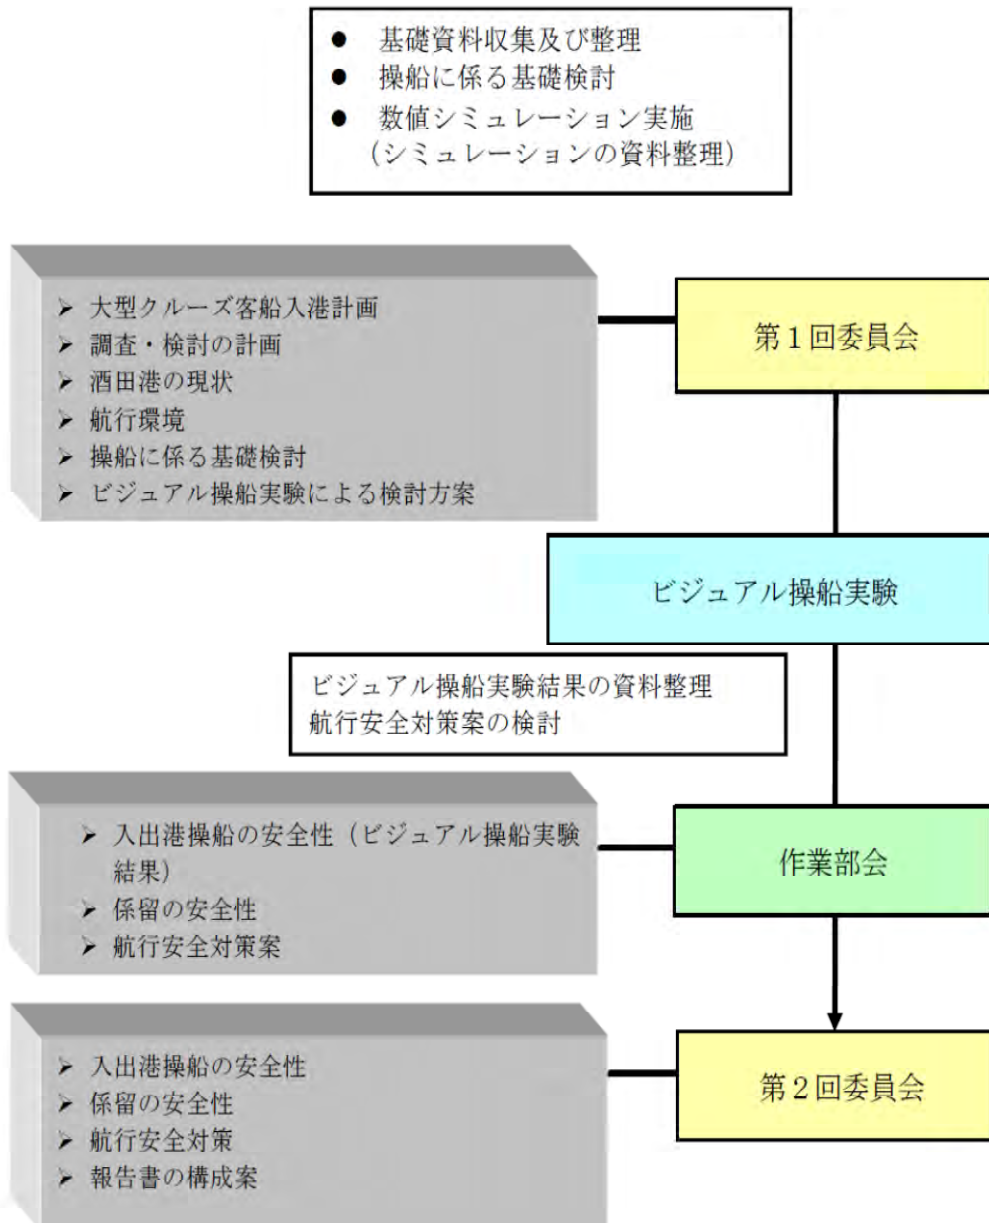 ● 基礎資料収集及び整理
● 操船に係る基礎検討
● 数値シミュレーション実施
（シミュレーションの資料整理）
➢ 大型クルーズ客船入港計画
➢ 調査・検討の計画
➢ 酒田港の現状
➢ 航行環境
➢ 操船に係る基礎検討
➢ ビジュアル操船実験による検討方案
第１回委員会
ビジュアル操船実験
ビジュアル操船実験結果の資料整理
航行安全対策案の検討
➢ 入出港操船の安全性（ビジュアル操船実験
結果）
➢ 係留の安全性
➢ 航行安全対策案
作業部会
➢ 入出港操船の安全性
➢ 係留の安全性
➢ 航行安全対策
➢ 報告書の構成案
第２回委員会